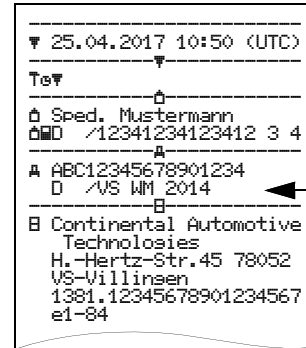 ▼ 25.04.2017 10:50 (UTC)
T⊙▼
Sped. Mustermann
D /12341234123412 3 4
ABC12345678901234
D /VS WM 2014
Continental Automotive
Technologies
H.-Hertz-Str.45 78052
VS-Villingen
1381.12345678901234567
e1-84